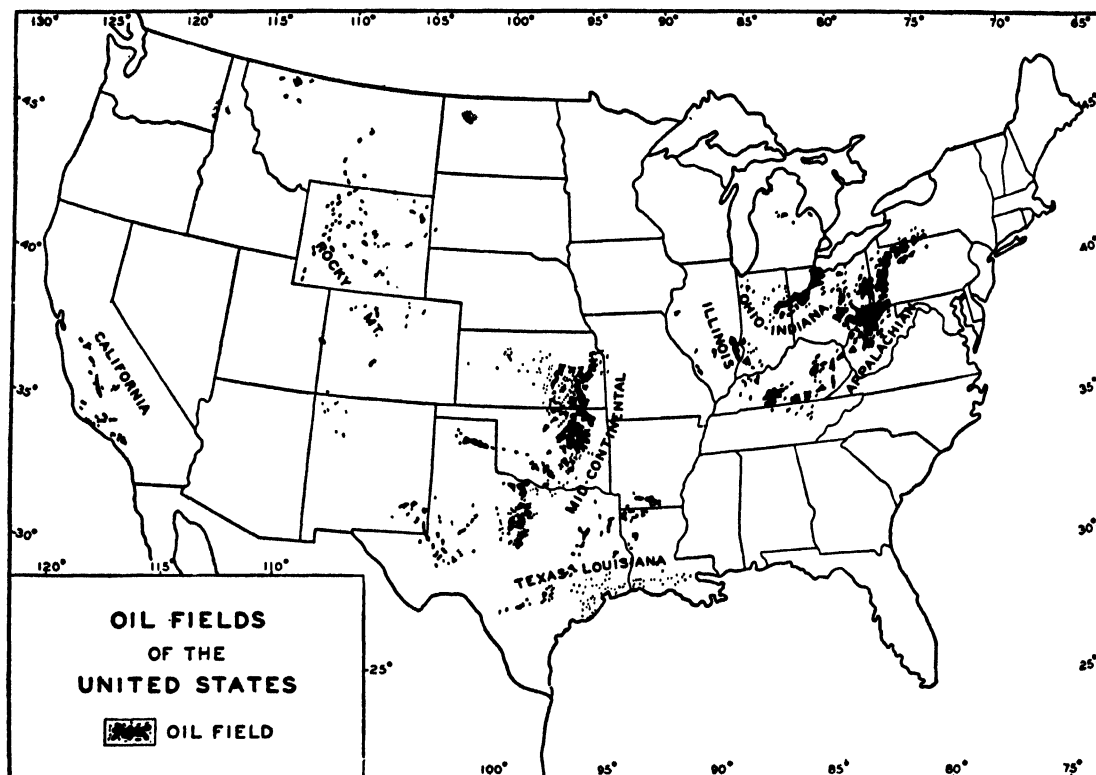 130° 125° 120° 115° 110° 105° 100° 95° 90° 85° 80° 75° 70° 65°
45° 45°
40° 40°
ROCKY
MT.
CALIFORNIA
ILLINOIS
OHIO-INDIANA
APPALACHIAN
35° 35°
MID CONTINENTAL
30° 30°
TEXAS LOUISIANA
120° 115° 110°
OIL FIELDS
OF THE
UNITED STATES
OIL FIELD
25° 25°
100° 95° 90° 85° 80° 75° 70°